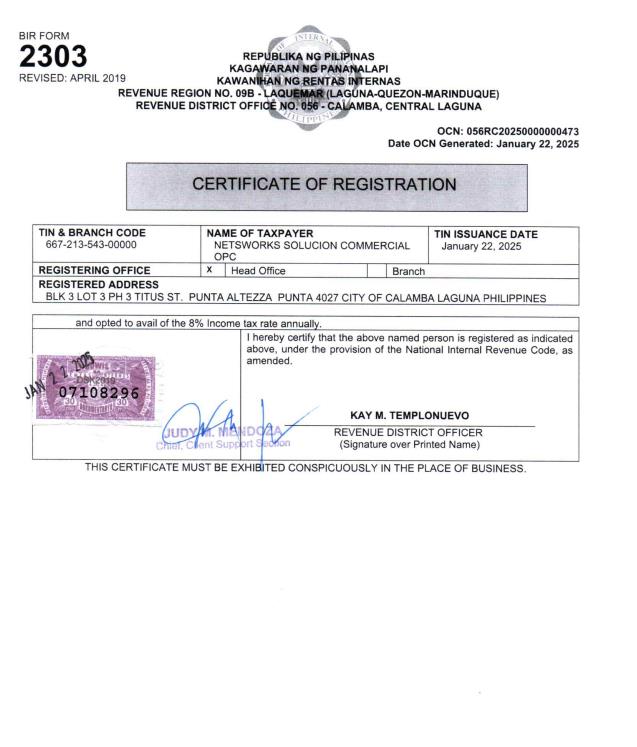 BIR FORM
2303
REVISED: APRIL 2019
REPUBLIKA NG PILIPINAS
KAGAWARAN NG PANANALAPI
KAWANIHAN NG RENTAS INTERNAS
REVENUE REGION NO. 09B - LAQUEMAR (LAGUNA-QUEZON-MARINDUQUE)
REVENUE DISTRICT OFFICE NO. 056 - CALAMBA, CENTRAL LAGUNA
OCN: 056RC20250000000473
Date OCN Generated: January 22, 2025
CERTIFICATE OF REGISTRATION
TIN & BRANCH CODE
667-213-543-00000
NAME OF TAXPAYER
NETSWORKS SOLUCION COMMERCIAL
OPC
TIN ISSUANCE DATE
January 22, 2025
REGISTERING OFFICE X Head Office Branch
REGISTERED ADDRESS
BLK 3 LOT 3 PH 3 TITUS ST. PUNTA ALTEZZA PUNTA 4027 CITY OF CALAMBA LAGUNA PHILIPPINES
and opted to avail of the 8% Income tax rate annually.
I hereby certify that the above named person is registered as indicated
above, under the provision of the National Internal Revenue Code, as
amended.
JAN 22 2025
07108296
30 30
JUDY M. MENDOZA
Chief, Client Support Section
KAY M. TEMPLONUEVO
REVENUE DISTRICT OFFICER
(Signature over Printed Name)
THIS CERTIFICATE MUST BE EXHIBITED CONSPICUOUSLY IN THE PLACE OF BUSINESS.